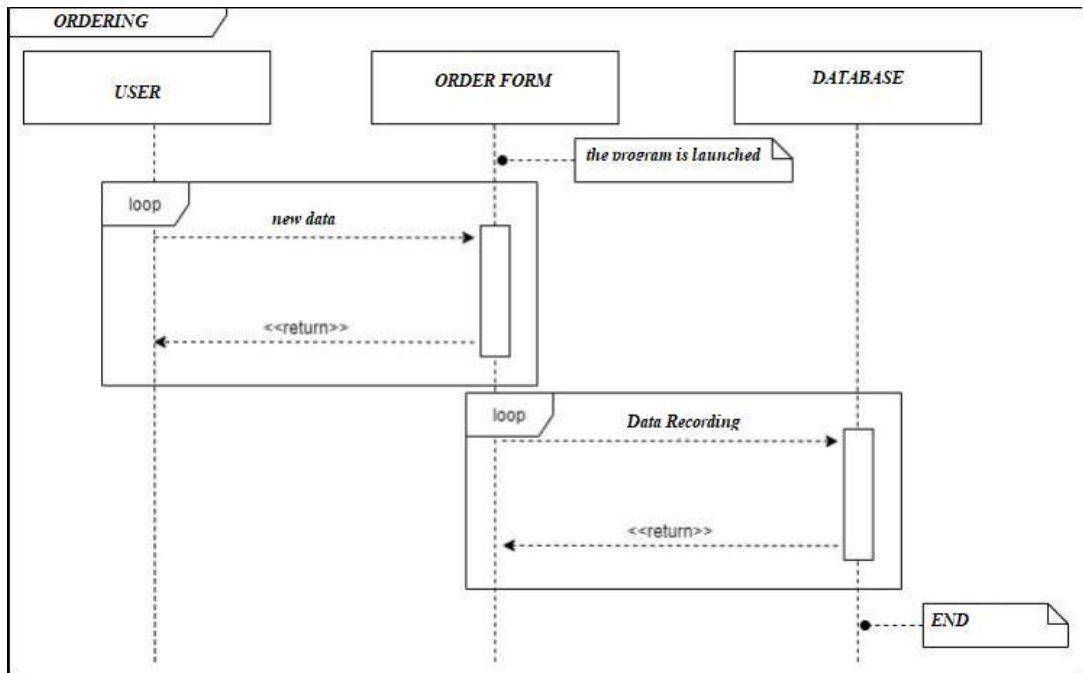 ORDERING
USER
ORDER FORM
DATABASE
the program is launched
loop
new data
<<return>>
loop
Data Recording
<<return>>
END